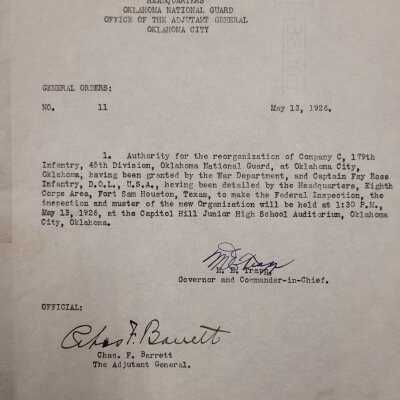 HEADQUARTERS
OKLAHOMA NATIONAL GUARD
OFFICE OF THE ADJUTANT GENERAL
OKLAHOMA CITY
GENERAL ORDERS:
NO. 11 May 13, 1926.
1. Authority for the reorganization of Company C, 179th
Infantry, 45th Division, Oklahoma National Guard, at Oklahoma City,
Oklahoma, having been granted by the War Department, and Captain Fay Ross
Infantry, D.O.L., U.S.A., having been detailed by the Headquarters, Eighth
Corps Area, Fort Sam Houston, Texas, to make the Federal Inspection, the
inspection and muster of the new Organization will be held at 1:30 P.M.,
May 13, 1926, at the Capitol Hill Junior High School Auditorium, Oklahoma
City, Oklahoma.
M. E. Trapp
M. E. Trapp,
Governor and Commander-in-Chief.
OFFICIAL:
Chas F. Barrett
Chas. F. Barrett
The Adjutant General.